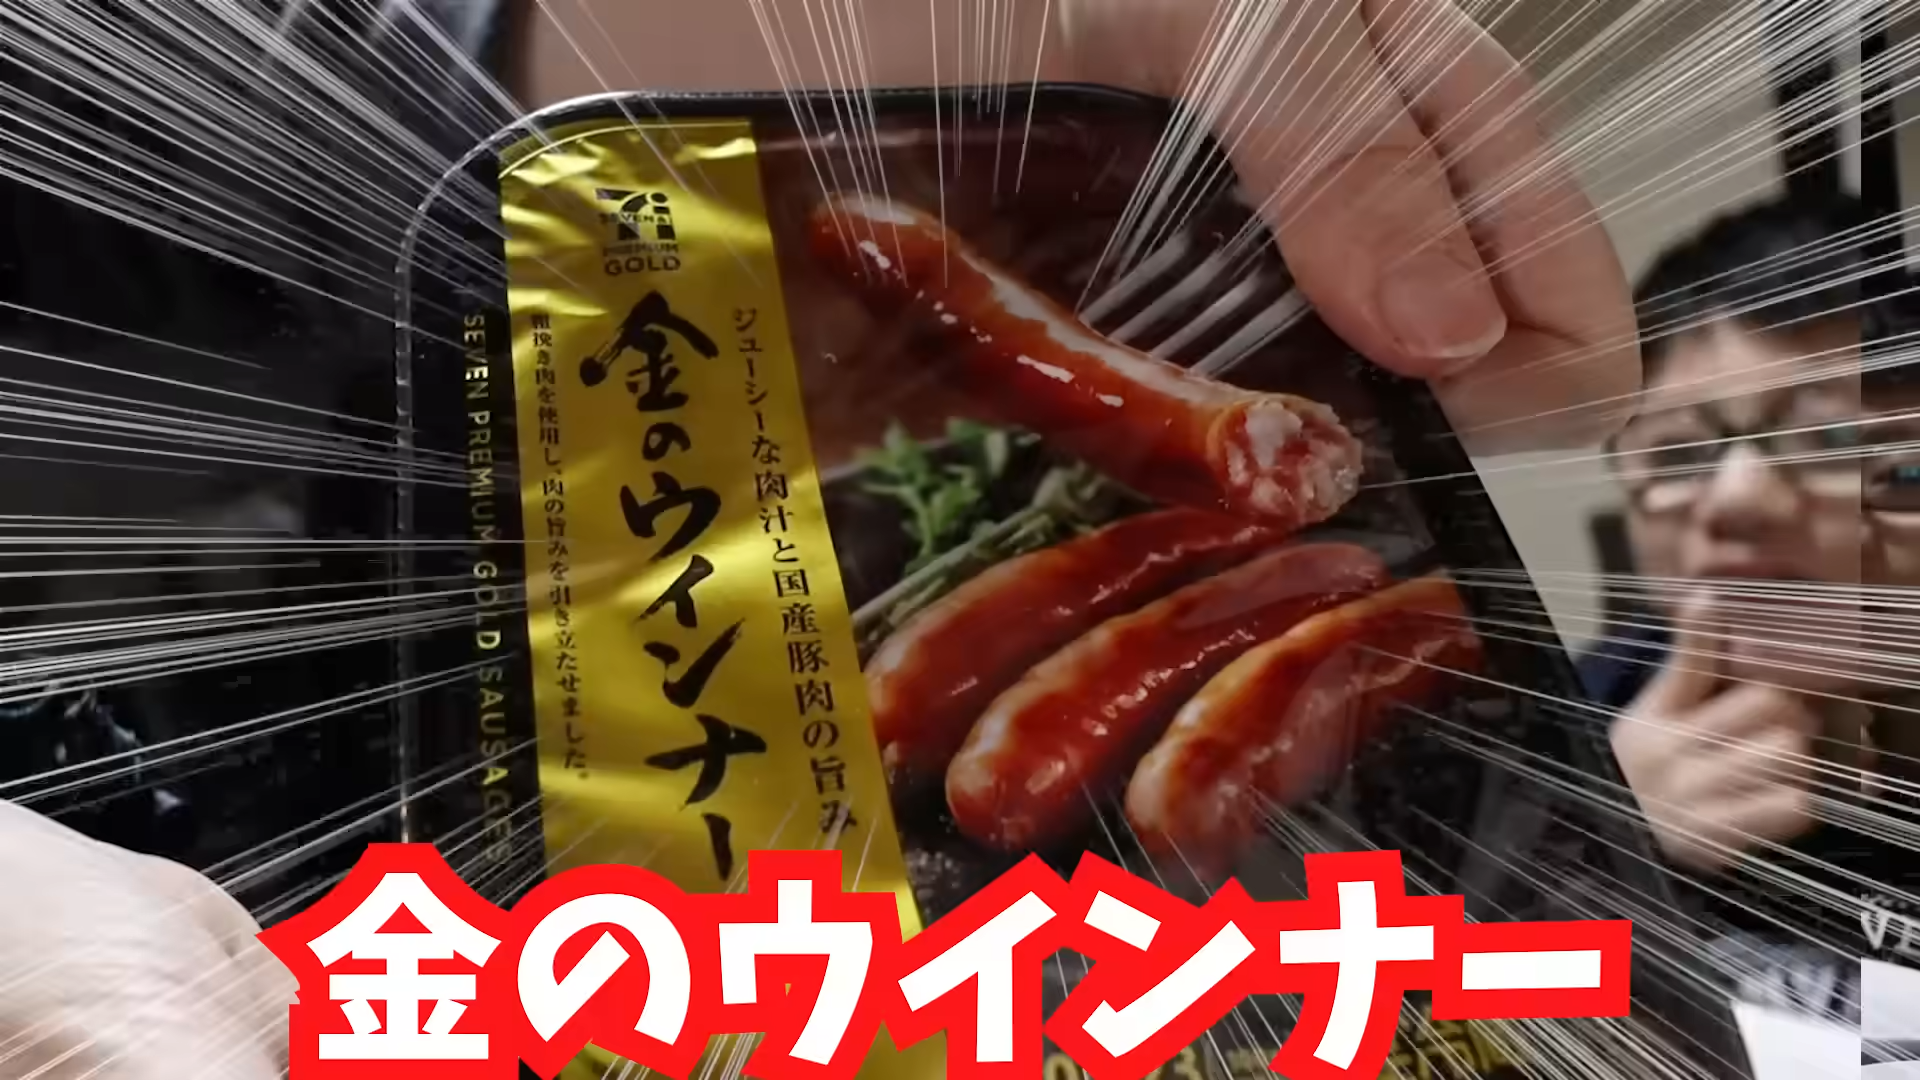 SEVEN&i
PREMIUM
GOLD
ジューシーな肉汁と国産豚肉の旨み
金のウインナー
粗挽き肉を使用し、肉の旨みを引き立たせました。
SEVEN PREMIUM GOLD SAUSAGES
金のウインナー